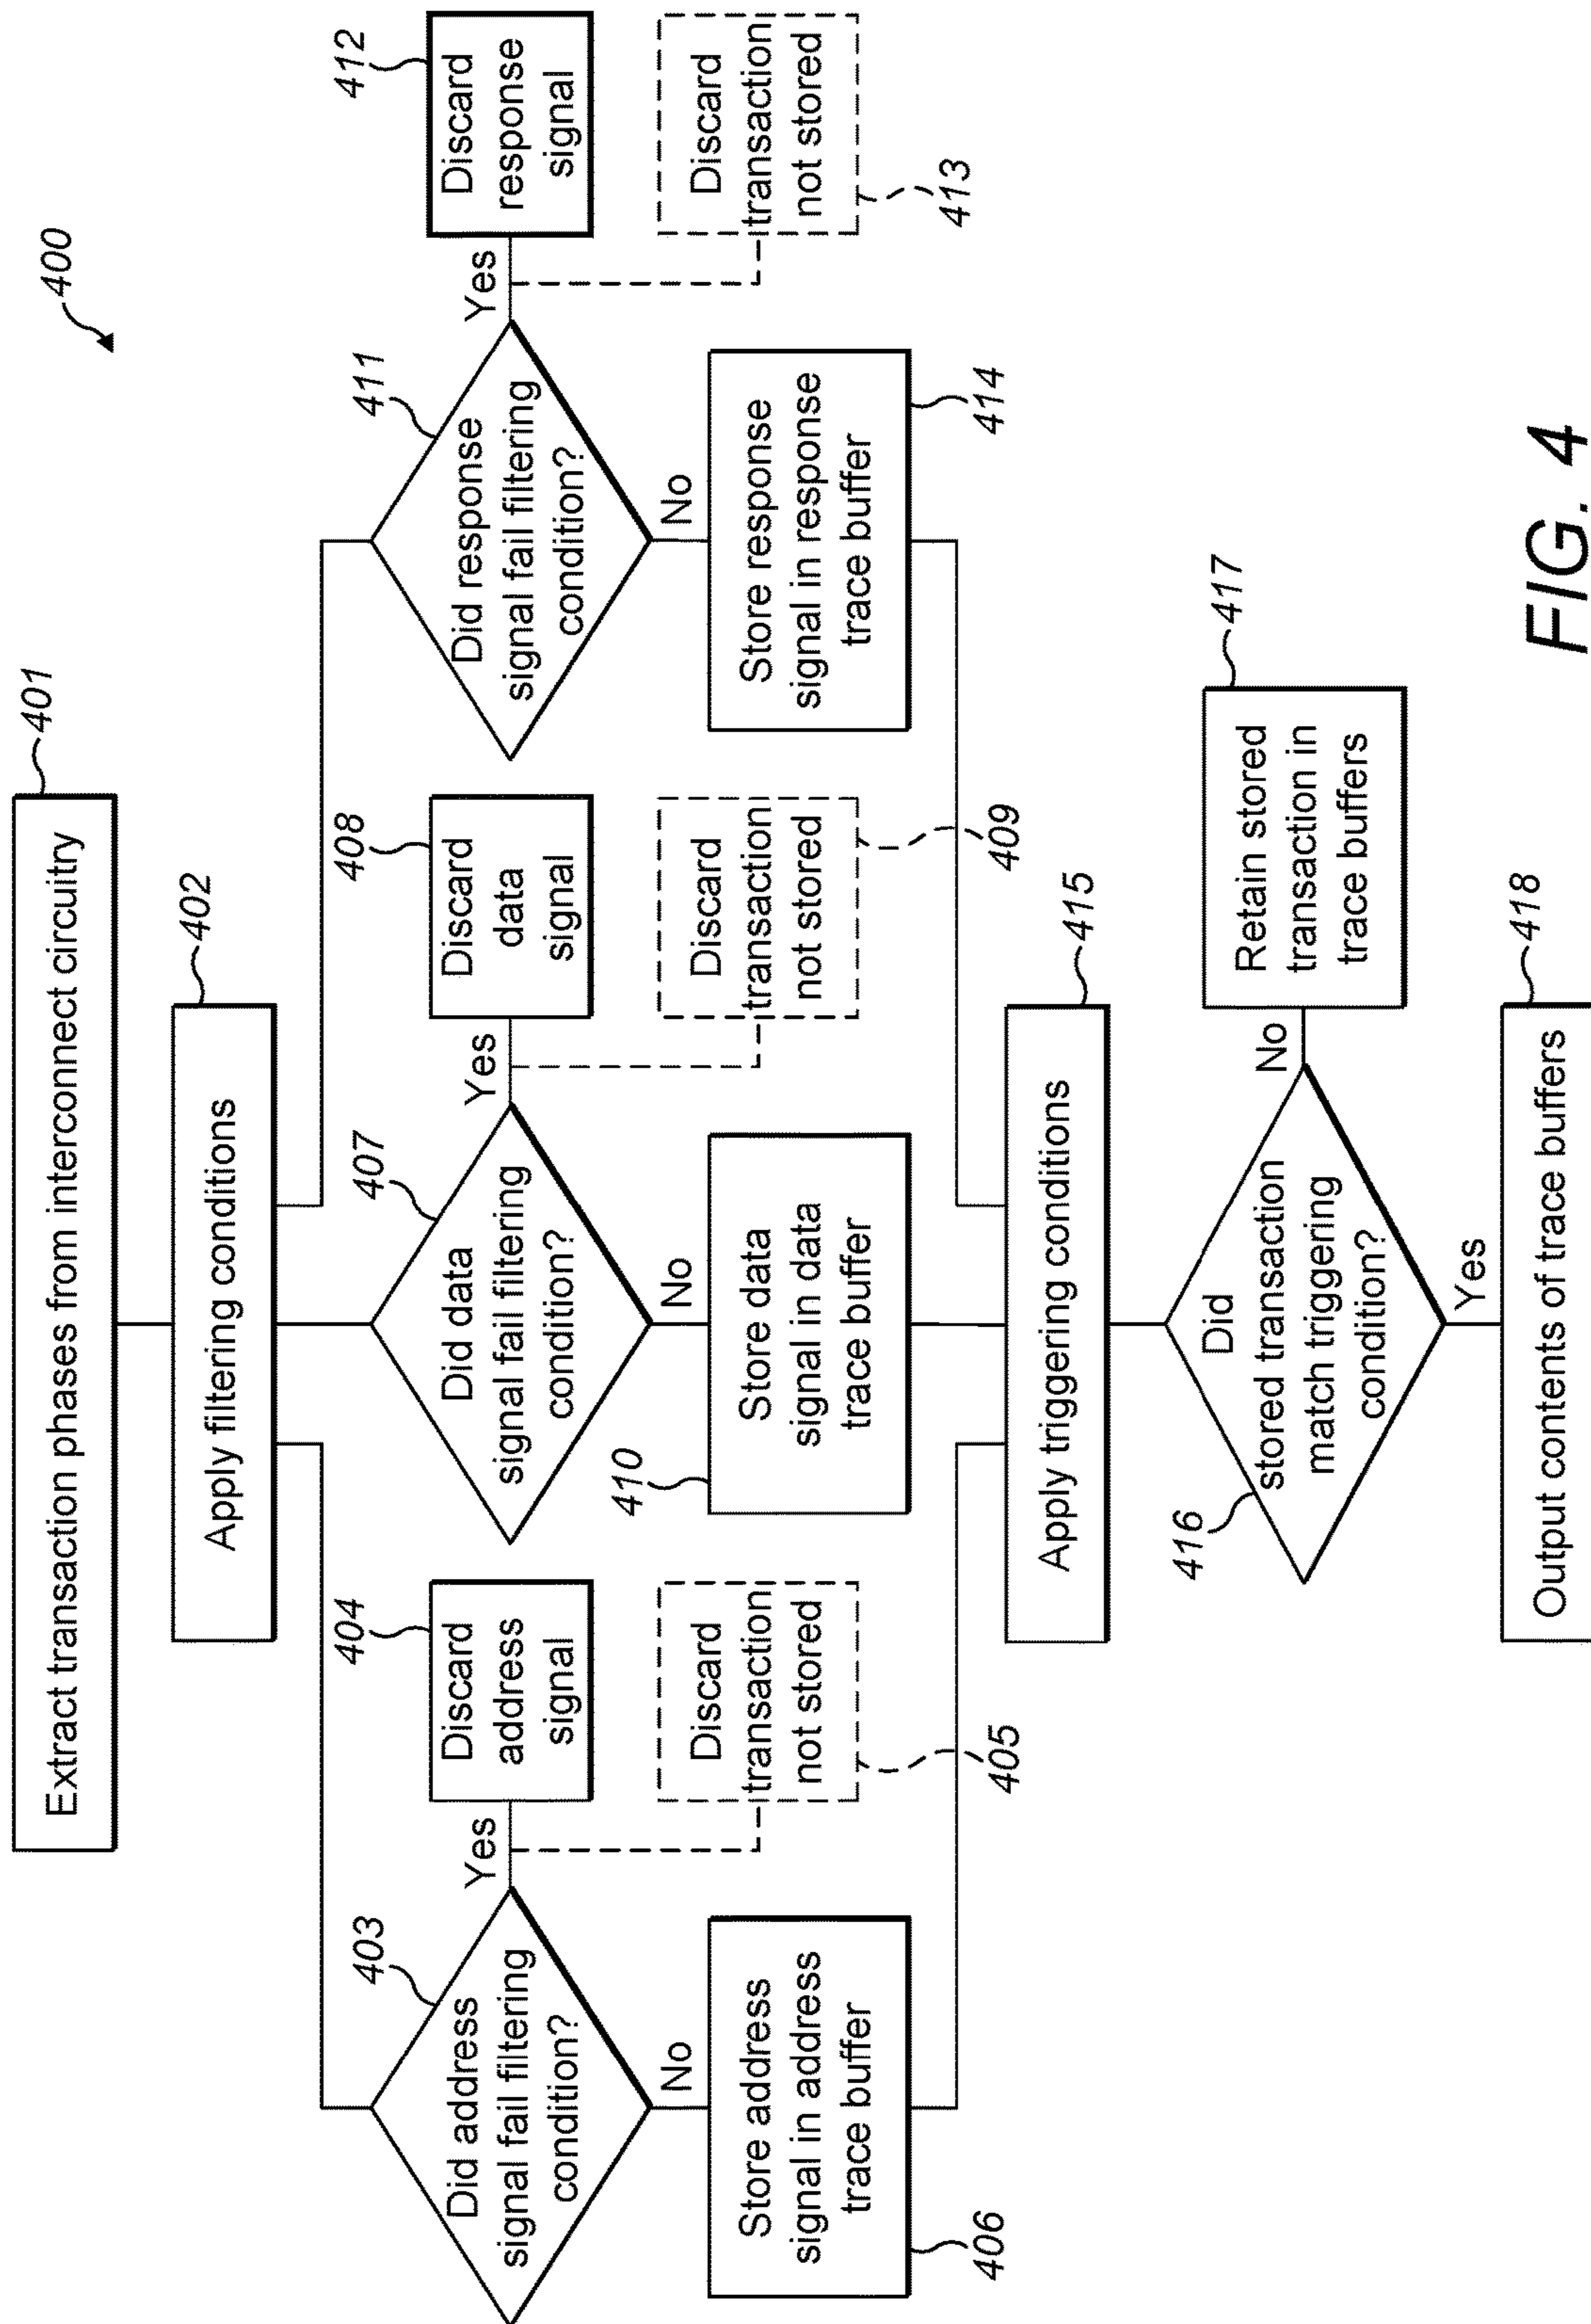 400
401
Extract transaction phases from interconnect circuitry
402
Apply filtering conditions
403
Did address
signal fail filtering
condition?
Yes
404
Discard
address
signal
Discard
transaction
not stored
405
No
Store address
signal in address
trace buffer
406
407
Did data
signal fail filtering
condition?
Yes
408
Discard
data
signal
Discard
transaction
not stored
409
No
410
Store data
signal in data
trace buffer
411
Did response
signal fail filtering
condition?
Yes
412
Discard
response
signal
Discard
transaction
not stored
413
No
Store response
signal in response
trace buffer
414
415
Apply triggering conditions
416
Did
stored transaction
match triggering
condition?
No
417
Retain stored
transaction in
trace buffers
Yes
418
Output contents of trace buffers
FIG. 4